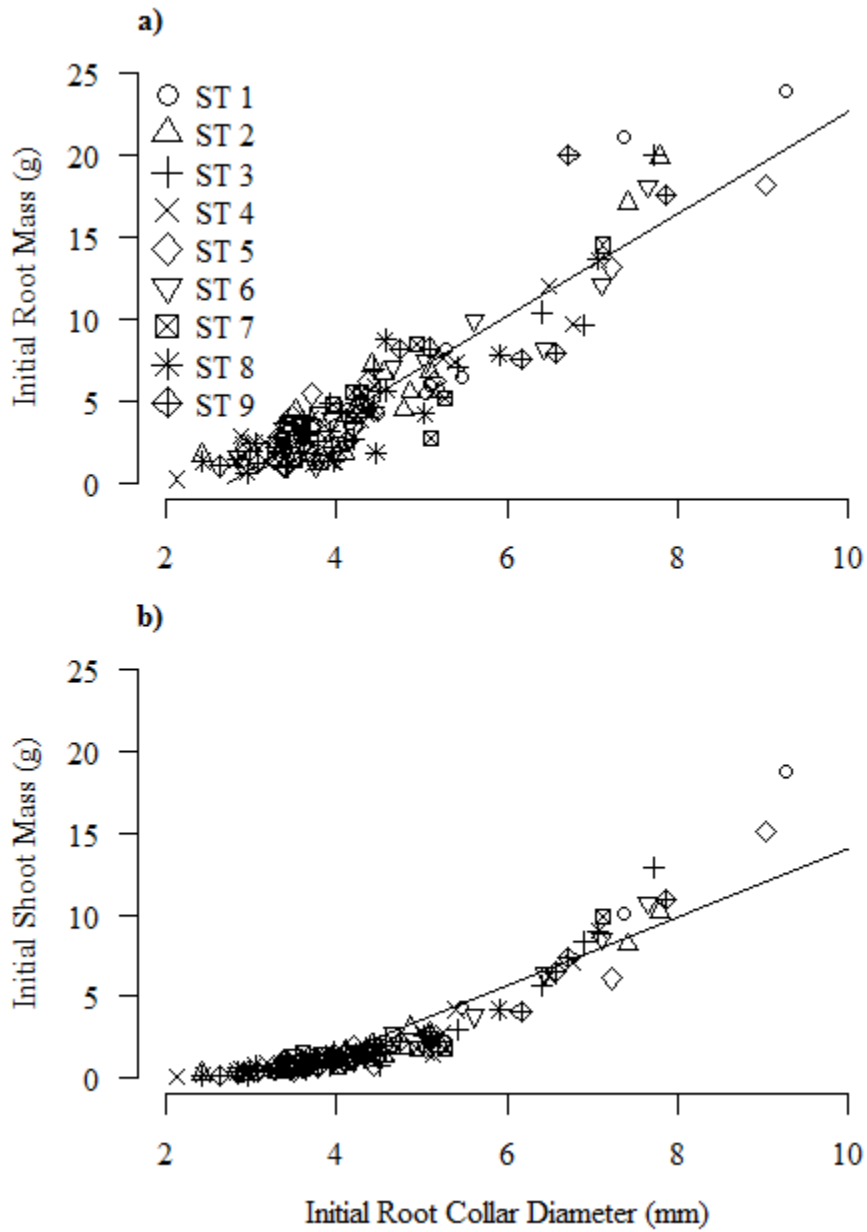 a)
25
20
15
10
5
0
Initial Root Mass (g)
ST 1
ST 2
ST 3
ST 4
ST 5
ST 6
ST 7
ST 8
ST 9
2 4 6 8 10
b)
25
20
15
10
5
0
Initial Shoot Mass (g)
2 4 6 8 10
Initial Root Collar Diameter (mm)